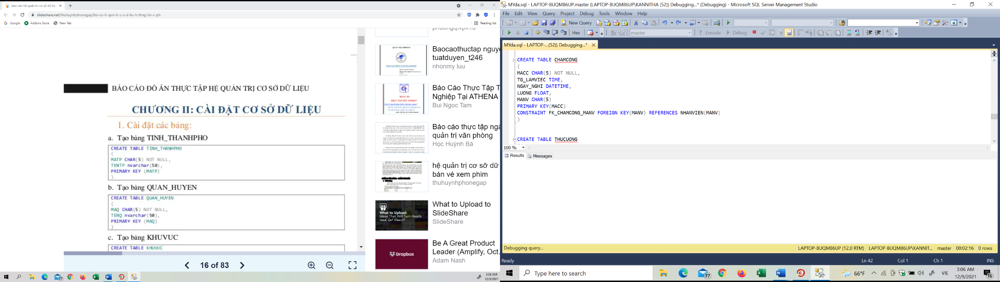 báo cáo hệ quản trị cơ sỡ dữ liệ
slideshare.net/thuhuynhphonegap/bo-co-h-qun-tr-c-s-d-liu-h-thng-bn-c-ph
Google
Addons Store
New Tab
Reading list
BÁO CÁO ĐỒ ÁN THỰC TẬP HỆ QUẢN TRỊ CƠ SỞ DỮ LIỆU
CHƯƠNG II: CÀI ĐẶT CƠ SỞ DỮ LIỆU
1. Cài đặt các bảng:
a. Tạo bảng TINH_THANHPHO
CREATE TABLE TINH_THANHPHO
(
MATP CHAR(5) NOT NULL,
TENTP nvarchar(50),
PRIMARY KEY (MATP)
)
b. Tạo bảng QUAN_HUYEN
CREATE TABLE QUAN_HUYEN
(
MAQ CHAR(5) NOT NULL,
TENQ nvarchar(50),
PRIMARY KEY (MAQ)
)
c. Tạo bảng KHUVUC
CREATE TABLE KHUVUC
16 of 83
QUẢN TRỊ WEBSITE
Baocaothuctap nguy
tuatduyen_t246
nhonmy luu
Báo Cáo Thực Tập T
Nghiệp Tại ATHENA
Bui Ngoc Tam
Báo cáo thực tập ng
quản trị văn phòng
Học Huỳnh Bá
hệ quản trị cơ sỡ dữ
bán vé xem phim
thuhuynhphonegap
What to Upload:
Ideas That Will Turn Heads
(and Get Views!)
What to Upload to
SlideShare
SlideShare
Dropbox
Be A Great Product
Leader (Amplify, Oct.
Adam Nash
77
3:06 AM
12/9/2021
MYda.sql - LAPTOP-BUQM86UP.master (LAPTOP-BUQM86UP\KANNITHA (52)) Debugging...* (Debugging) - Microsoft SQL Server Management Studio
File Edit View Query Project Debug Tools Window Help
New Query
Hex
master
Execute
Debug
MYda.sql - LAPTOP-...(52)) Debugging...*
CREATE TABLE CHAMCONG
(
MACC CHAR(5) NOT NULL,
TG_LAMVIEC TIME,
NGAY_NGHI DATETIME,
LUONG FLOAT,
MANV CHAR(5)
PRIMARY KEY(MACC)
CONSTRAINT FK_CHAMCONG_MANV FOREIGN KEY(MANV) REFERENCES NHANVIEN(MANV)
)
CREATE TABLE THUCUONG
100 %
Results
Messages
Debugging query...
LAPTOP-BUQM86UP (12.0 RTM)
LAPTOP-BUQM86UP\KANNIT...
master
00:02:16
0 rows
Ready
Ln 42
Col 1
Ch 1
INS
Type here to search
77
66°F
VIE
3:06 AM
12/9/2021
16